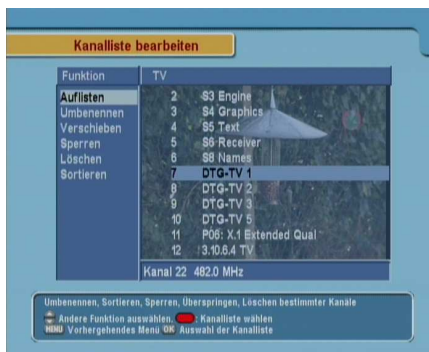 Kanalliste bearbeiten
Funktion TV
Auflisten
Umbenennen
Verschieben
Sperren
Löschen
Sortieren
2 S3 Engine
3 S4 Graphics
4 S5 Text
5 S6 Receiver
6 S8 Names
7 DTG-TV 1
8 DTG-TV 2
9 DTG-TV 3
10 DTG-TV 5
11 P06: X.1 Extended Qual
12 3.10.6.4 TV
Kanal 22 482.0 MHz
Umbenennen, Sortieren, Sperren, Überspringen, Löschen bestimmter Kanäle
Andere Funktion auswählen, : Kanalliste wählen
MENU Vorhergehendes Menü OK Auswahl der Kanalliste